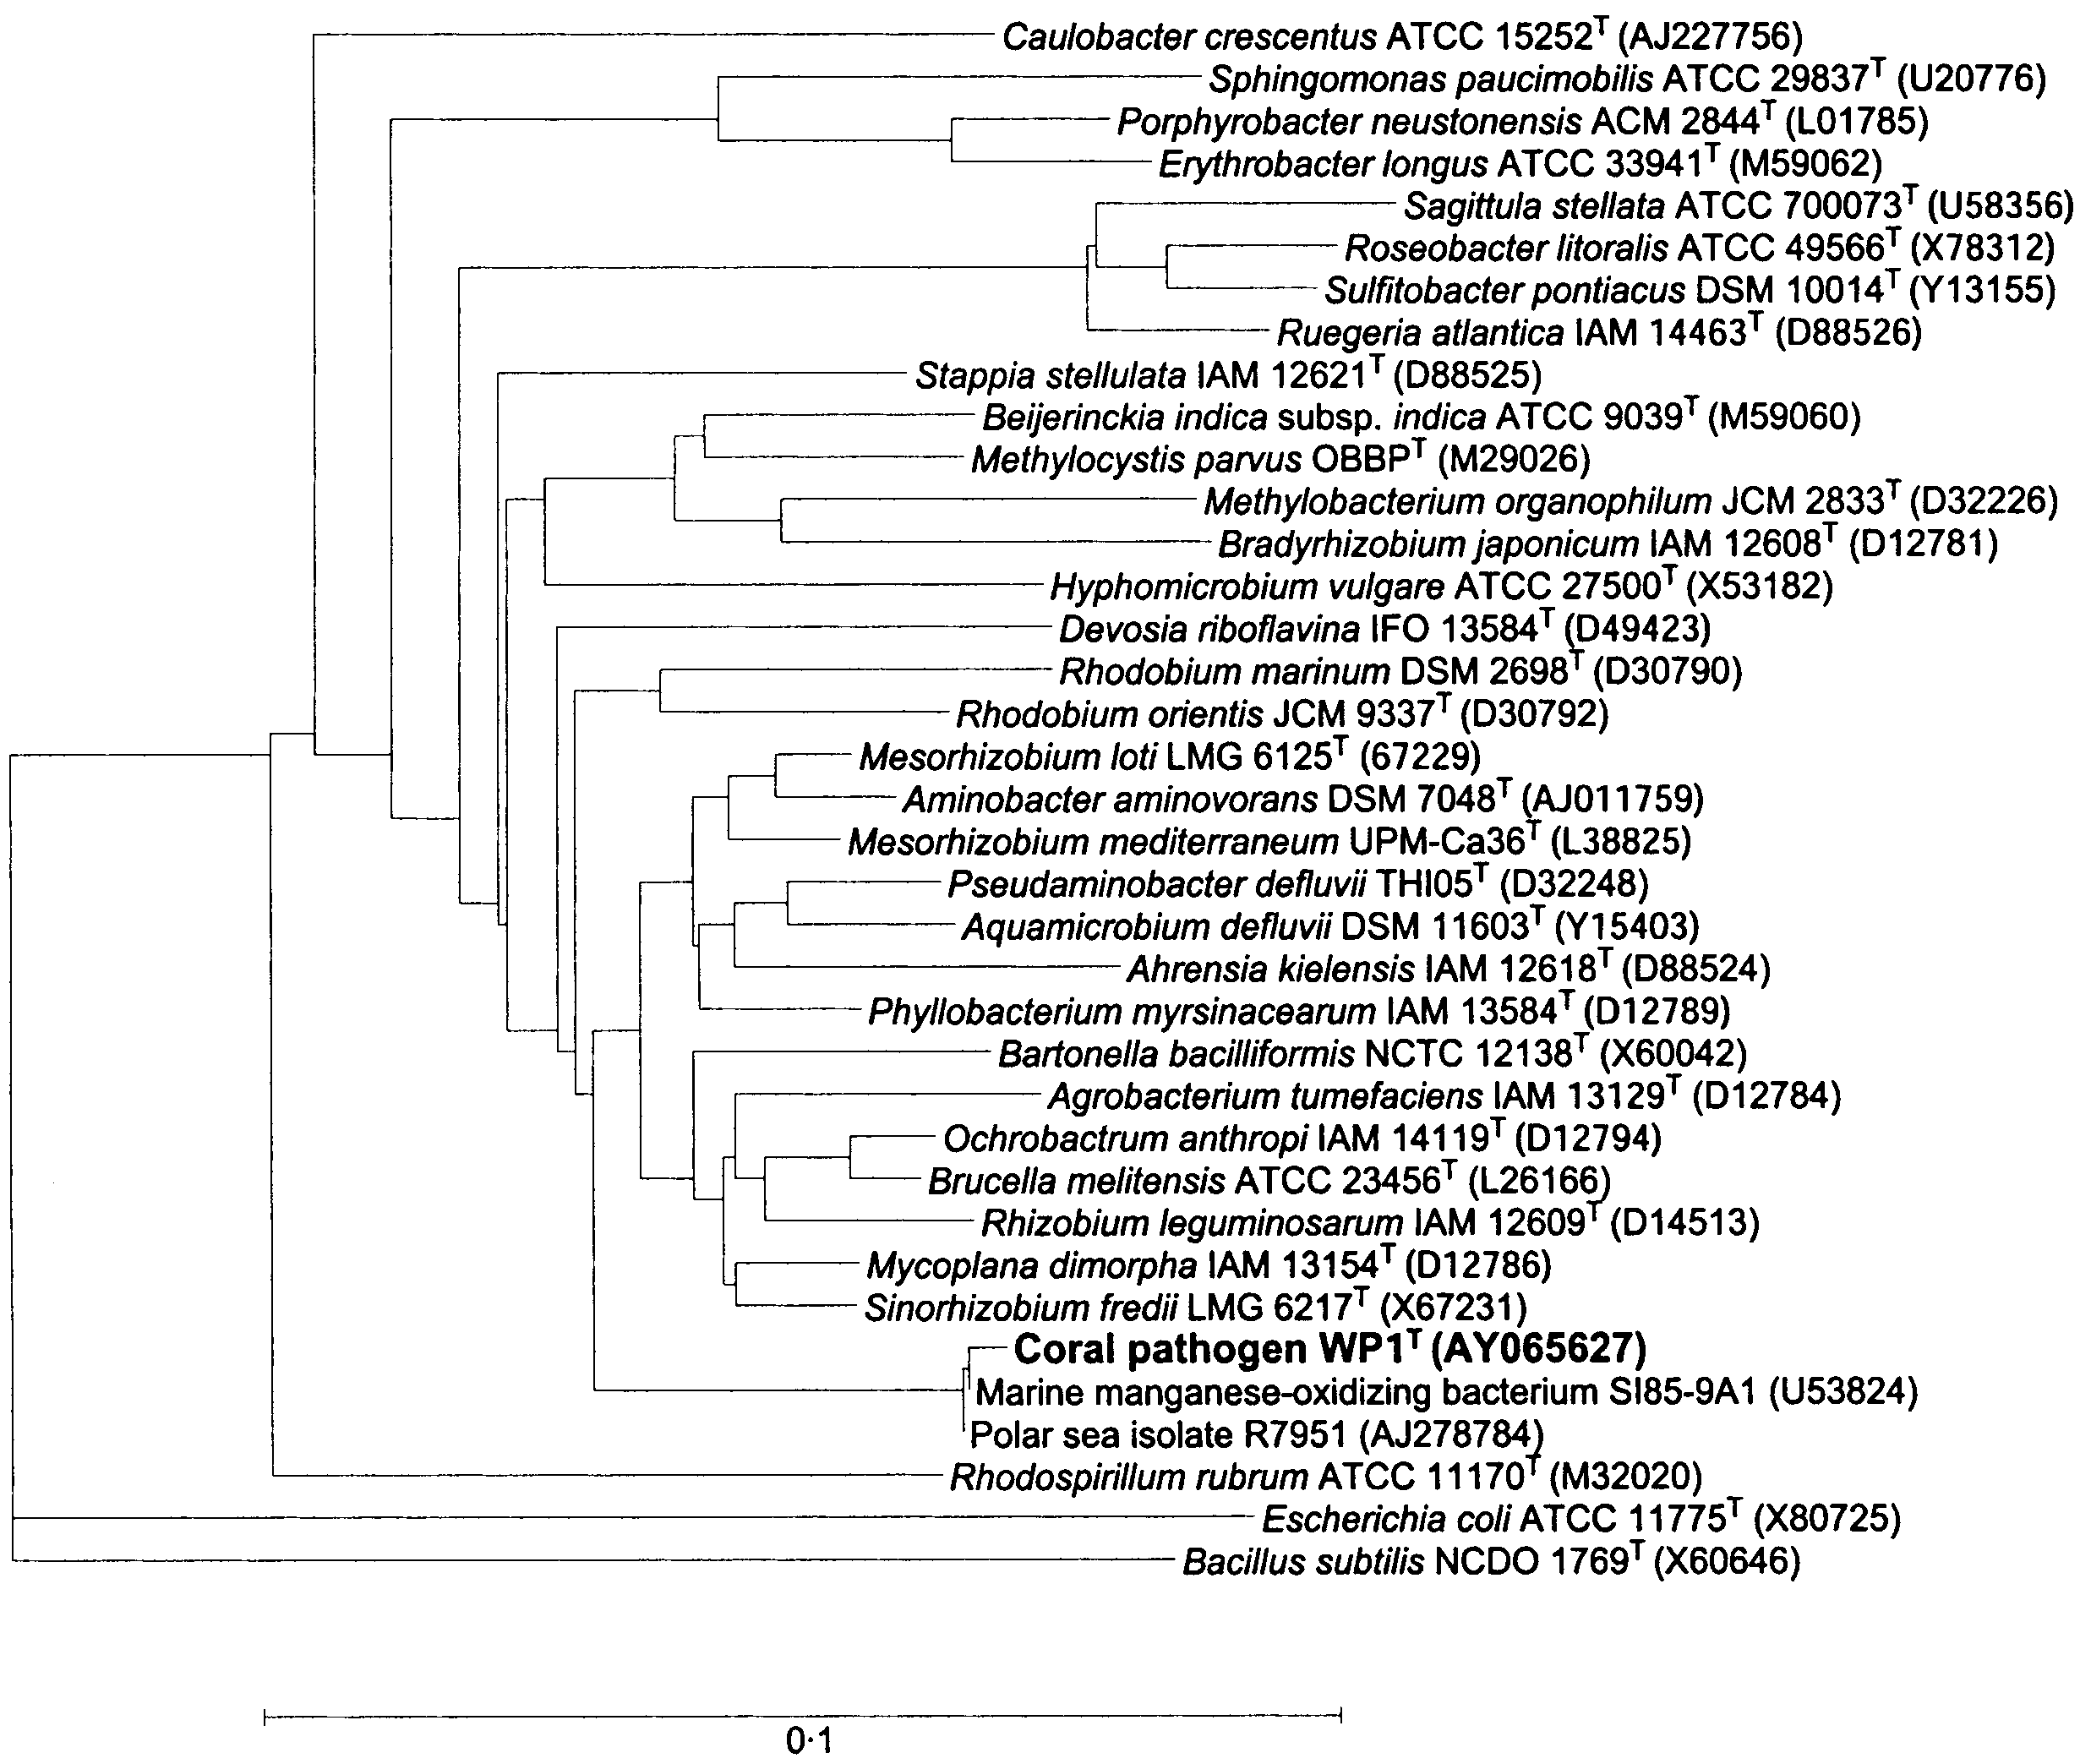 Caulobacter crescentus ATCC 15252T (AJ227756)
Sphingomonas paucimobilis ATCC 29837T (U20776)
Porphyrobacter neustonensis ACM 2844T (L01785)
Erythrobacter longus ATCC 33941T (M59062)
Sagittula stellata ATCC 700073T (U58356)
Roseobacter litoralis ATCC 49566T (X78312)
Sulfitobacter pontiacus DSM 10014T (Y13155)
Ruegeria atlantica IAM 14463T (D88526)
Stappia stellulata IAM 12621T (D88525)
Beijerinckia indica subsp. indica ATCC 9039T (M59060)
Methylocystis parvus OBBPT (M29026)
Methylobacterium organophilum JCM 2833T (D32226)
Bradyrhizobium japonicum IAM 12608T (D12781)
Hyphomicrobium vulgare ATCC 27500T (X53182)
Devosia riboflavina IFO 13584T (D49423)
Rhodobium marinum DSM 2698T (D30790)
Rhodobium orientis JCM 9337T (D30792)
Mesorhizobium loti LMG 6125T (67229)
Aminobacter aminovorans DSM 7048T (AJ011759)
Mesorhizobium mediterraneum UPM-Ca36T (L38825)
Pseudaminobacter defluvii THI05T (D32248)
Aquamicrobium defluvii DSM 11603T (Y15403)
Ahrensia kielensis IAM 12618T (D88524)
Phyllobacterium myrsinacearum IAM 13584T (D12789)
Bartonella bacilliformis NCTC 12138T (X60042)
Agrobacterium tumefaciens IAM 13129T (D12784)
Ochrobactrum anthropi IAM 14119T (D12794)
Brucella melitensis ATCC 23456T (L26166)
Rhizobium leguminosarum IAM 12609T (D14513)
Mycoplana dimorpha IAM 13154T (D12786)
Sinorhizobium fredii LMG 6217T (X67231)
Coral pathogen WP1T (AY065627)
Marine manganese-oxidizing bacterium SI85-9A1 (U53824)
Polar sea isolate R7951 (AJ278784)
Rhodospirillum rubrum ATCC 11170T (M32020)
Escherichia coli ATCC 11775T (X80725)
Bacillus subtilis NCDO 1769T (X60646)
0·1